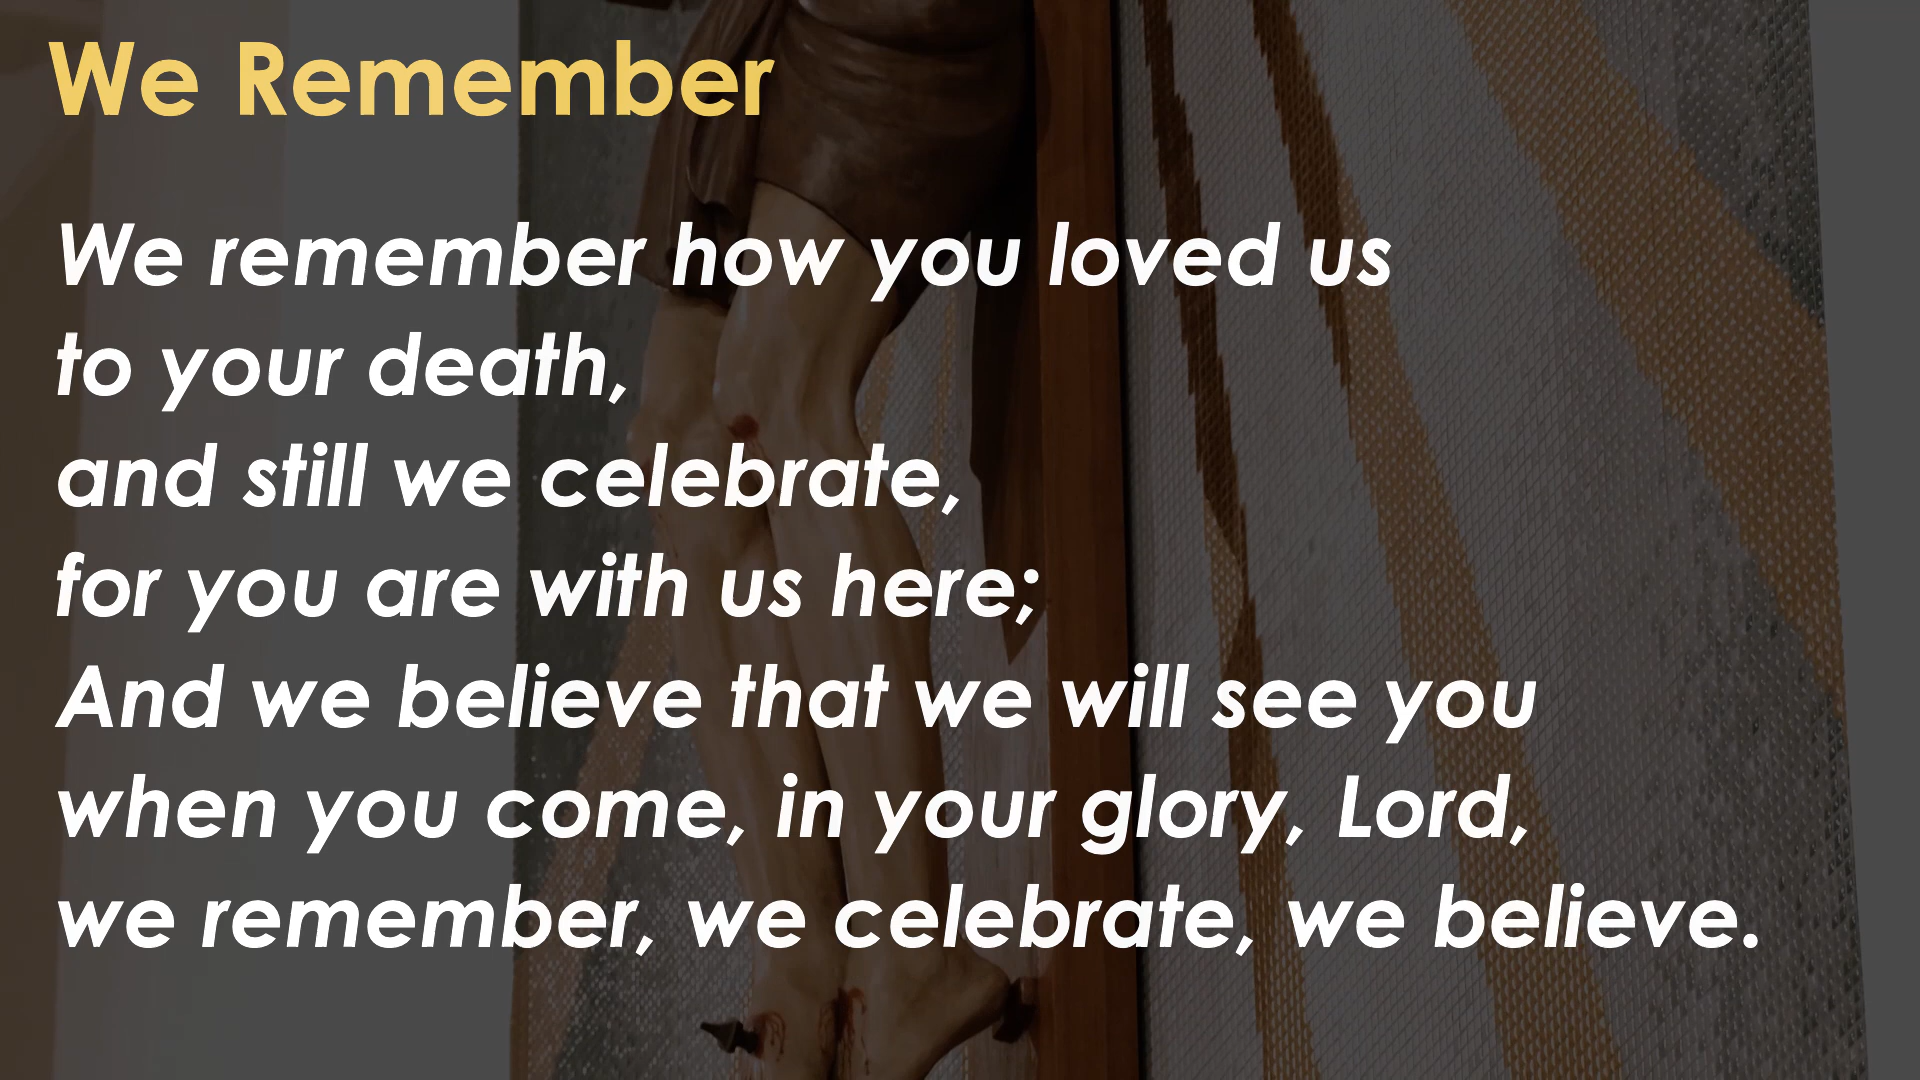 We Remember
We remember how you loved us
to your death,
and still we celebrate,
for you are with us here;
And we believe that we will see you
when you come, in your glory, Lord,
we remember, we celebrate, we believe.